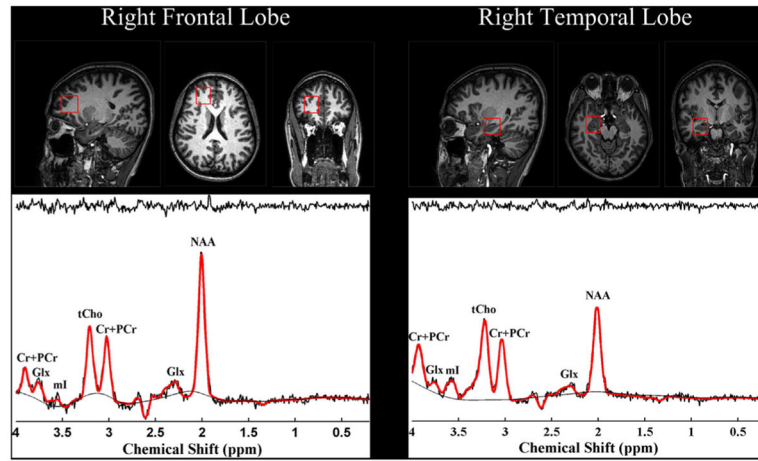 Right Frontal Lobe
Right Temporal Lobe
NAA
tCho
Cr+PCr
Cr+PCr
Glx
mI
Glx
4 3.5 3 2.5 2 1.5 1 0.5
Chemical Shift (ppm)
NAA
tCho
Cr+PCr
Cr+PCr
Glx mI
Glx
4 3.5 3 2.5 2 1.5 1 0.5
Chemical Shift (ppm)